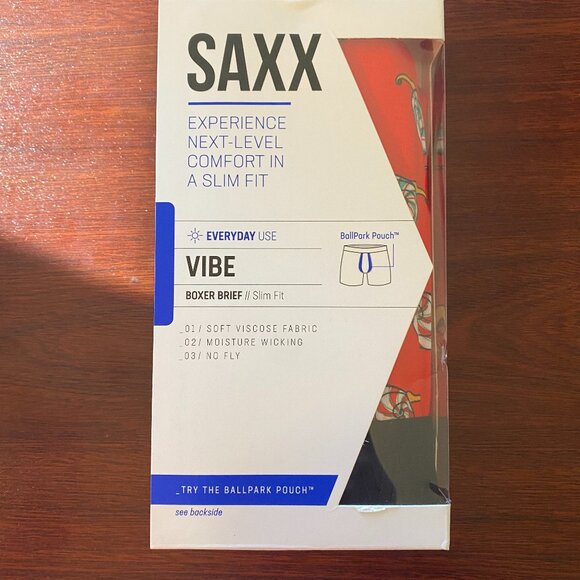 SAXX
EXPERIENCE
NEXT-LEVEL
COMFORT IN
A SLIM FIT
EVERYDAY USE
BallPark Pouch™
VIBE
BOXER BRIEF // Slim Fit
_01/ SOFT VISCOSE FABRIC
_02/ MOISTURE WICKING
_03/ NO FLY
_TRY THE BALLPARK POUCH™
see backside